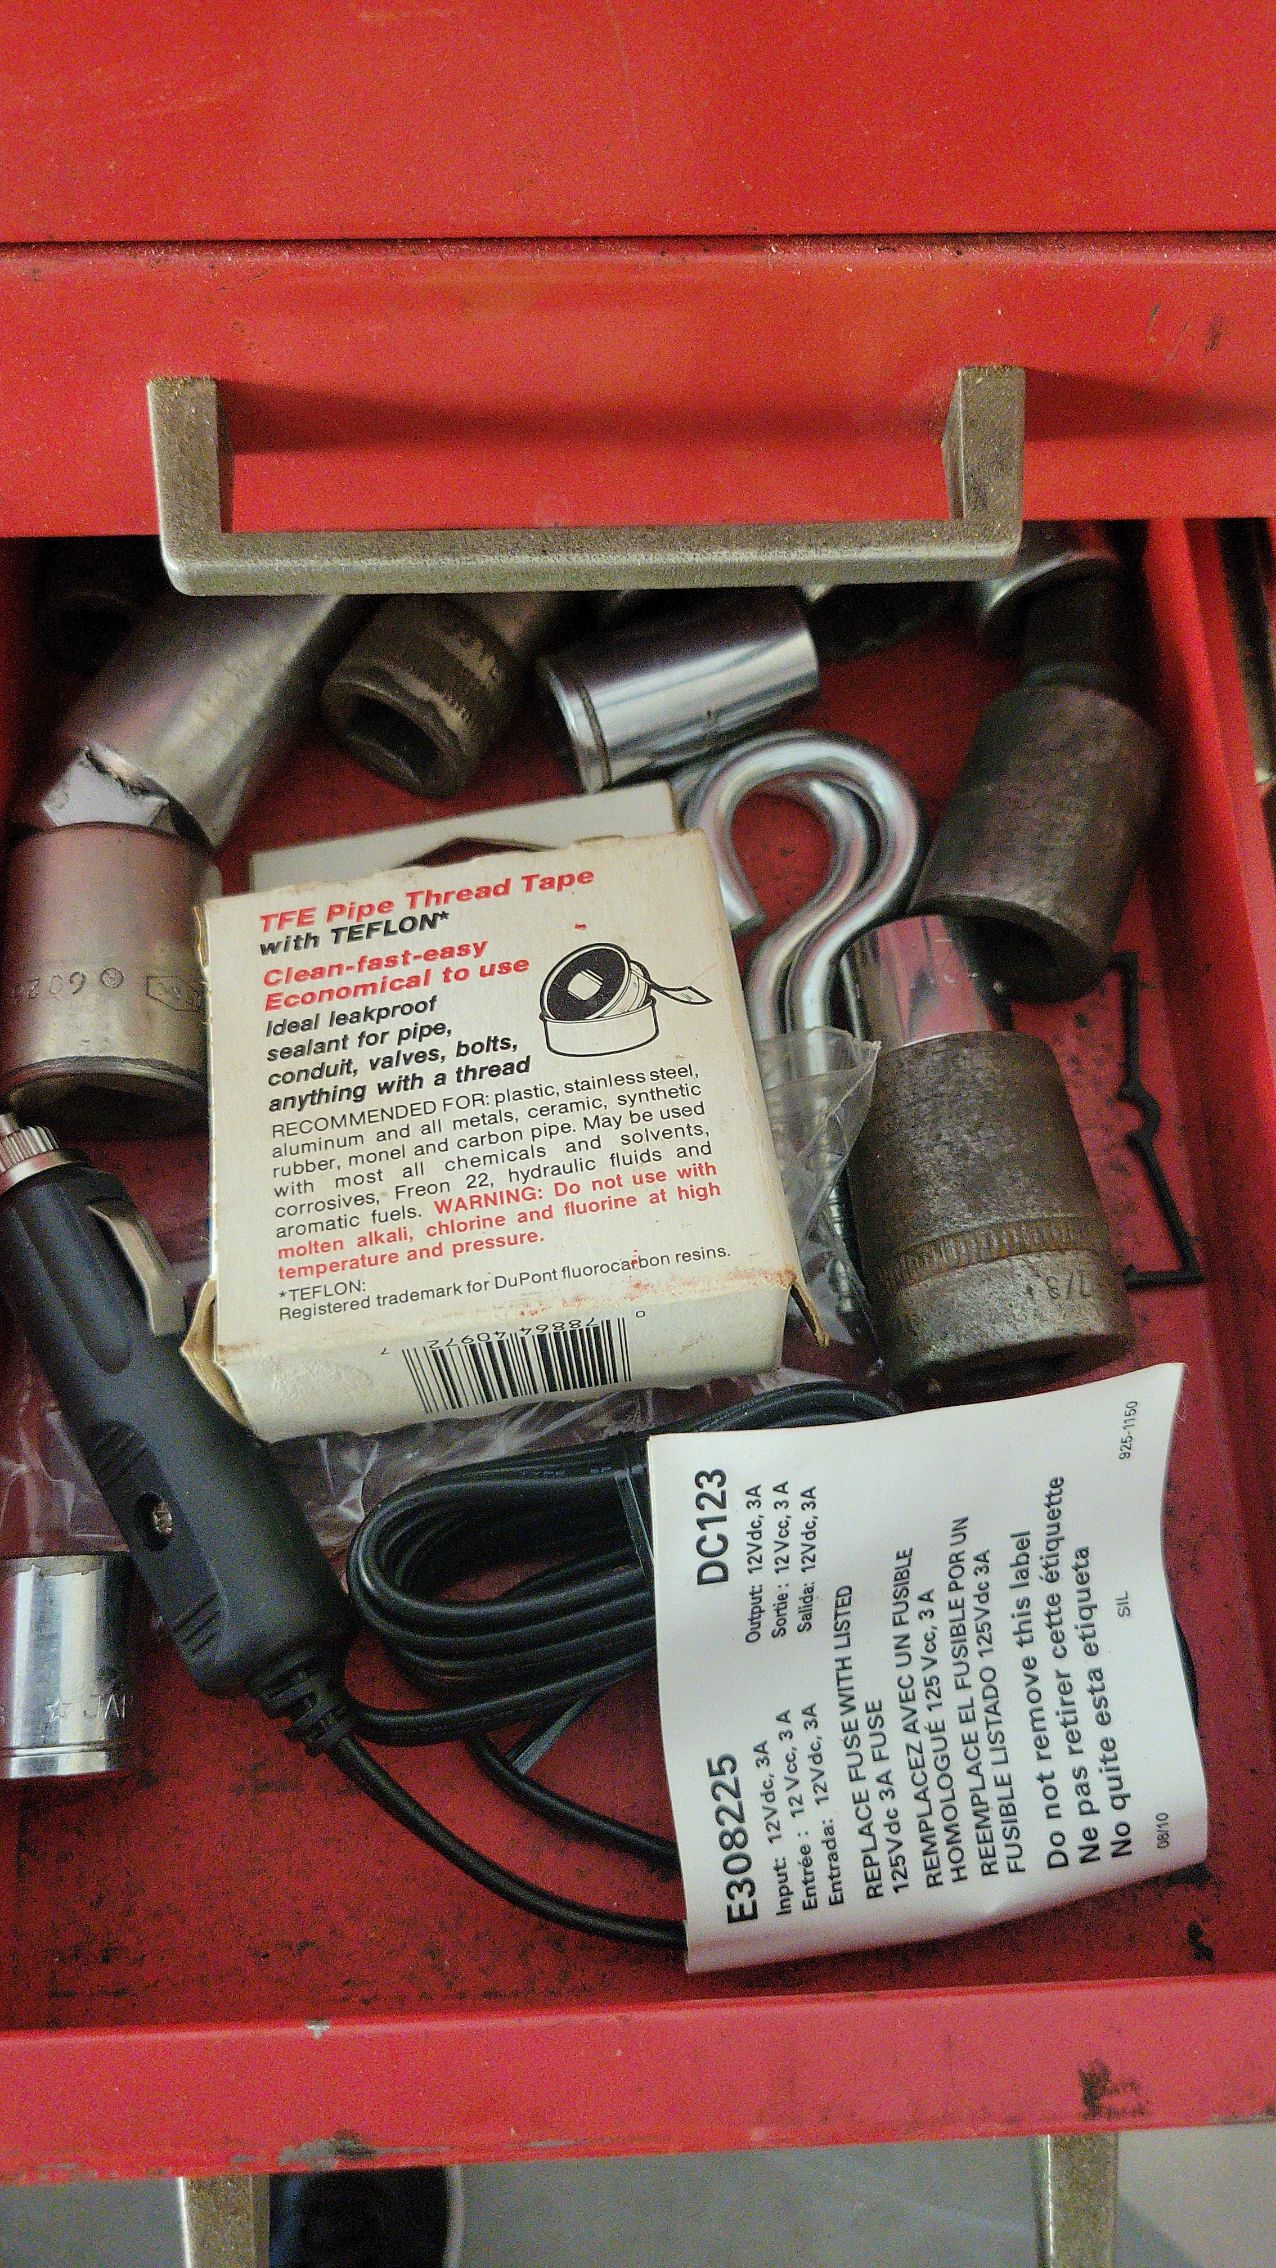 TFE Pipe Thread Tape
with TEFLON*
Clean-fast-easy
Economical to use
Ideal leakproof
sealant for pipe,
conduit, valves, bolts,
anything with a thread
RECOMMENDED FOR: plastic, stainless steel,
aluminum and all metals, ceramic, synthetic
rubber, monel and carbon pipe. May be used
with most all chemicals and solvents,
corrosives, Freon 22, hydraulic fluids and
aromatic fuels. WARNING: Do not use with
molten alkali, chlorine and fluorine at high
temperature and pressure.
*TEFLON:
Registered trademark for DuPont fluorocarbon resins.
0 78864 40972 7
E308225 DC123
Input: 12Vdc, 3A Output: 12Vdc, 3A
Entrée : 12 Vcc, 3 A Sortie : 12 Vcc, 3 A
Entrada: 12Vdc, 3A Salida: 12Vdc, 3A
REPLACE FUSE WITH LISTED
125Vdc 3A FUSE
REMPLACEZ AVEC UN FUSIBLE
HOMOLOGUÉ 125 Vcc, 3 A
REEMPLACE EL FUSIBLE POR UN
FUSIBLE LISTADO 125Vdc 3A
Do not remove this label
Ne pas retirer cette étiquette
No quite esta etiqueta
08/10 SIL 925-1150